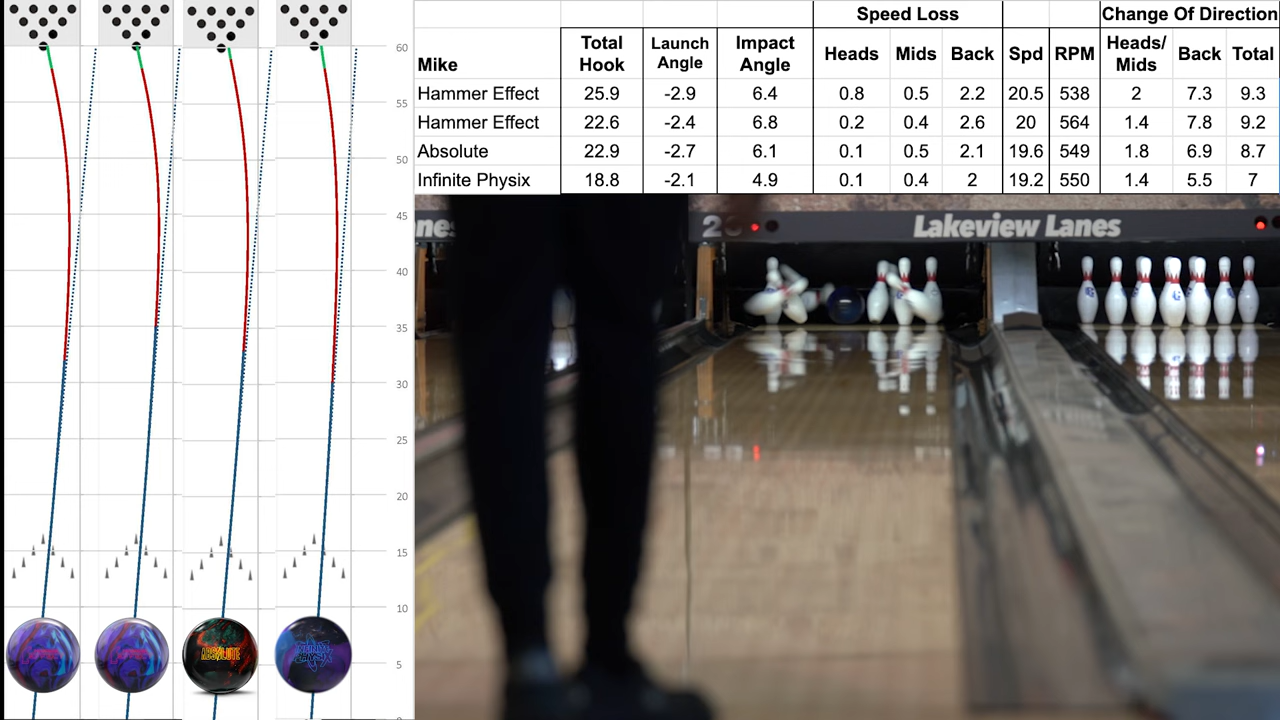 Speed Loss Change Of Direction
Mike Total Hook Launch Angle Impact Angle Heads Mids Back Spd RPM Heads/ Mids Back Total
Hammer Effect 25.9 -2.9 6.4 0.8 0.5 2.2 20.5 538 2 7.3 9.3
Hammer Effect 22.6 -2.4 6.8 0.2 0.4 2.6 20 564 1.4 7.8 9.2
Absolute 22.9 -2.7 6.1 0.1 0.5 2.1 19.6 549 1.8 6.9 8.7
Infinite Physix 18.8 -2.1 4.9 0.1 0.4 2 19.2 550 1.4 5.5 7
60
55
50
45
40
35
30
25
20
15
10
5
Lakeview Lanes
ABSOLUTE
INFINITE
PHYSIX